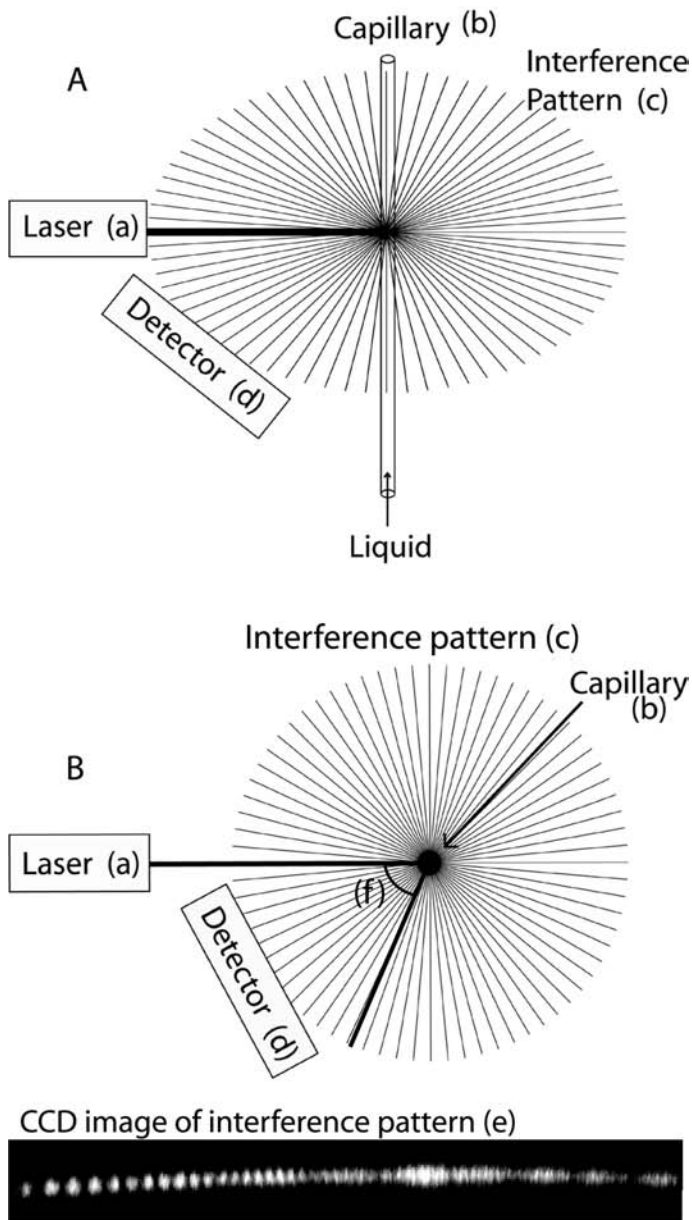 Capillary (b)
A
Interference
Pattern (c)
Laser (a)
Detector (d)
Liquid
Interference pattern (c)
Capillary
(b)
B
Laser (a)
(f)
Detector (d)
CCD image of interference pattern (e)